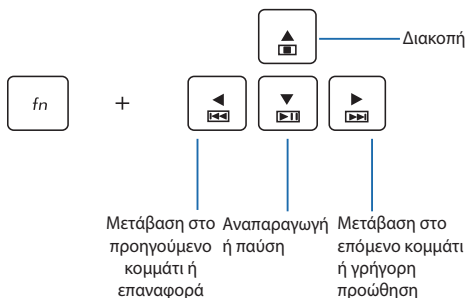 Διακοπή
fn
+
Μετάβαση στο
προηγούμενο
κομμάτι ή
επαναφορά
Αναπαραγωγή
ή παύση
Μετάβαση στο
επόμενο κομμάτι
ή γρήγορη
προώθηση